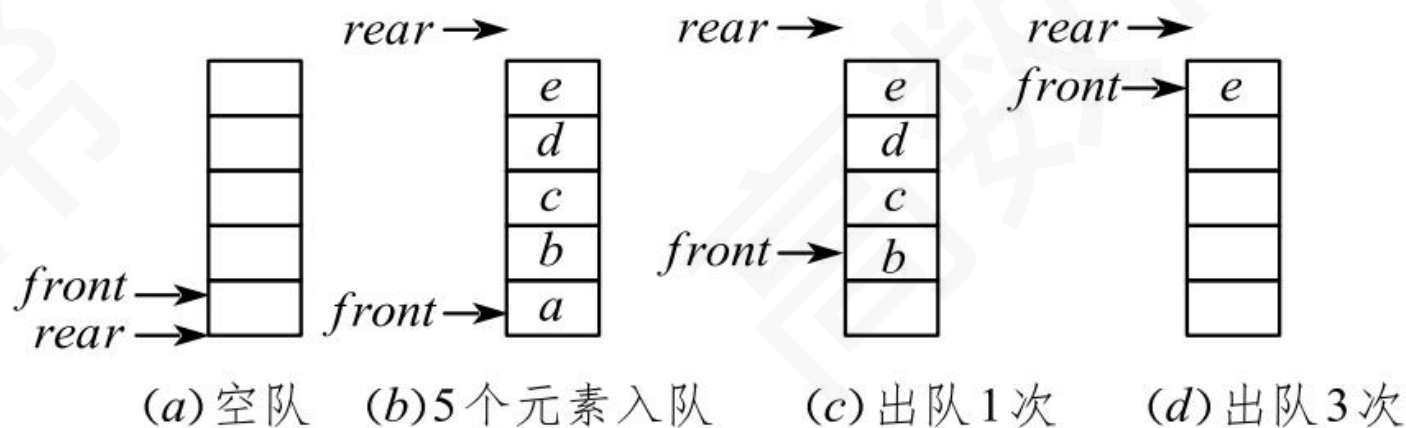 rear rear rear
e e front e
d d
c c
b front b
front front a
rear
(a)空队 (b)5个元素入队 (c)出队1次 (d)出队3次